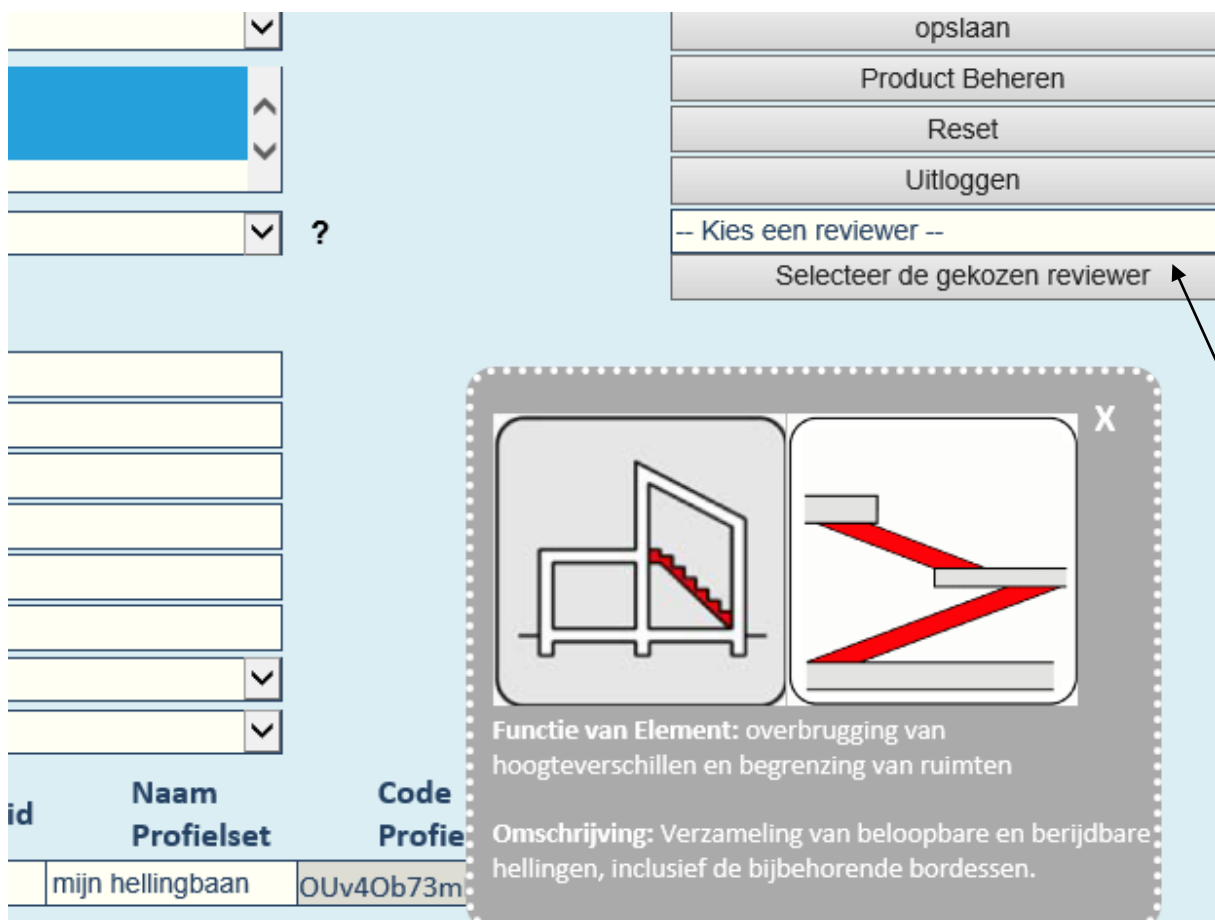 opslaan
Product Beheren
Reset
Uitloggen
?
-- Kies een reviewer --
Selecteer de gekozen reviewer
X
Functie van Element: overbrugging van
hoogteverschillen en begrenzing van ruimten
Omschrijving: Verzameling van beloopbare en berijdbare
hellingen, inclusief de bijbehorende bordessen.
id
Naam
Profielset
Code
Profie
mijn hellingbaan
OUv4Ob73m